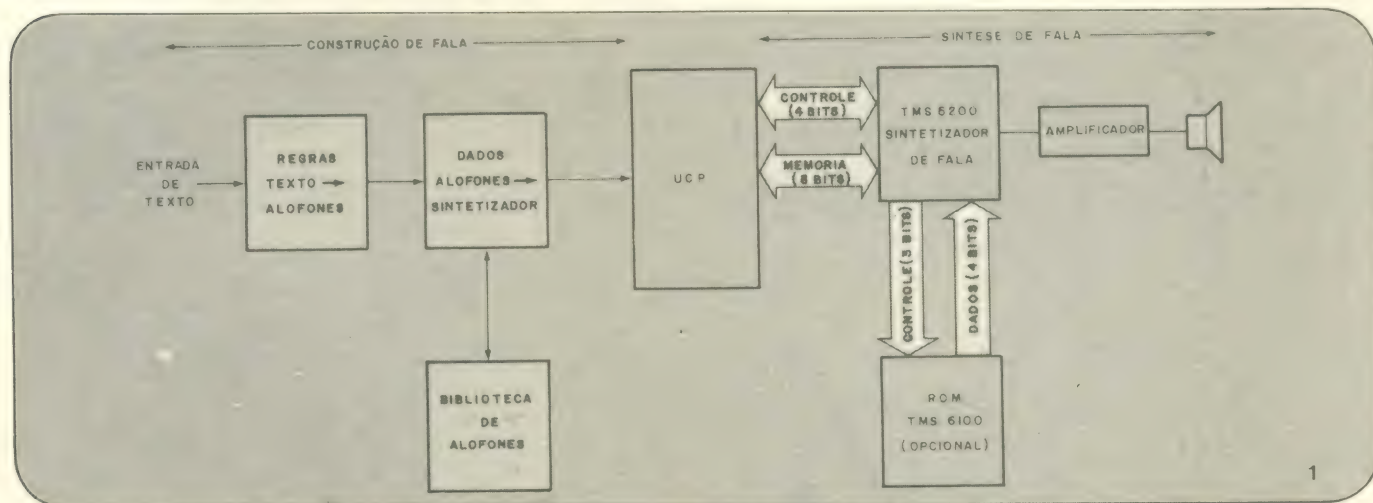 CONSTRUÇÃO DE FALA
SÍNTESE DE FALA
ENTRADA
DE
TEXTO
REGRAS
TEXTO →
ALOFONES
DADOS
ALOFONES →
SINTETIZADOR
BIBLIOTECA
DE
ALOFONES
UCP
CONTROLE
(4 BITS)
MEMORIA
(8 BITS)
TMS 5200
SINTETIZADOR
DE FALA
AMPLIFICADOR
CONTROLE (3 BITS)
DADOS (4 BITS)
ROM
TMS 6100
(OPCIONAL)
1